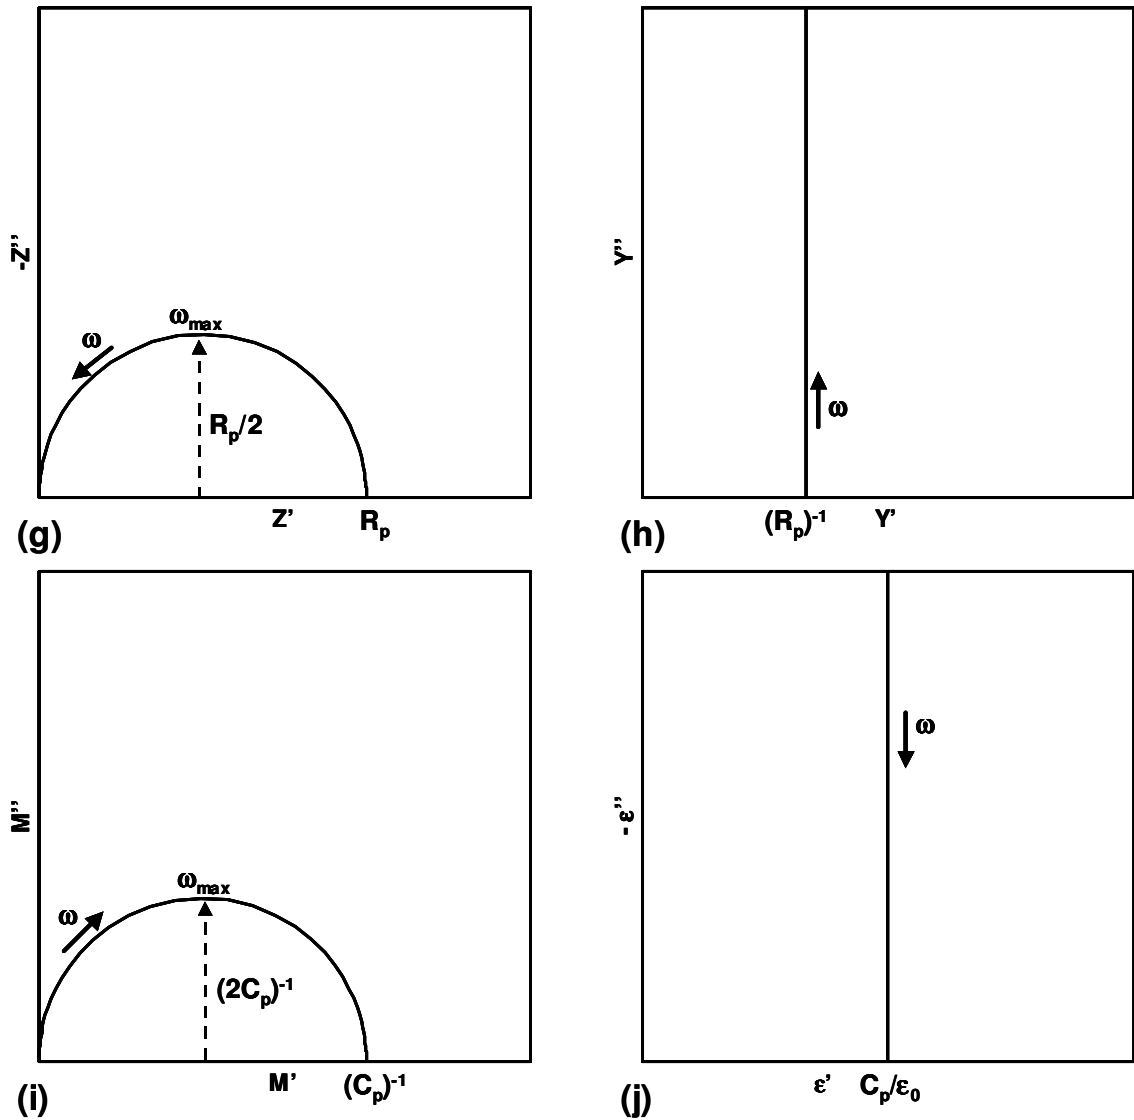 -Z’’
ω
ωmax
Rp/2
Z’
Rp
(g)
Y’’
ω
(Rp)-1
Y’
(h)
M’’
ω
ωmax
(2Cp)-1
M’
(Cp)-1
(i)
- ε’’
ω
ε’
Cp/ε0
(j)